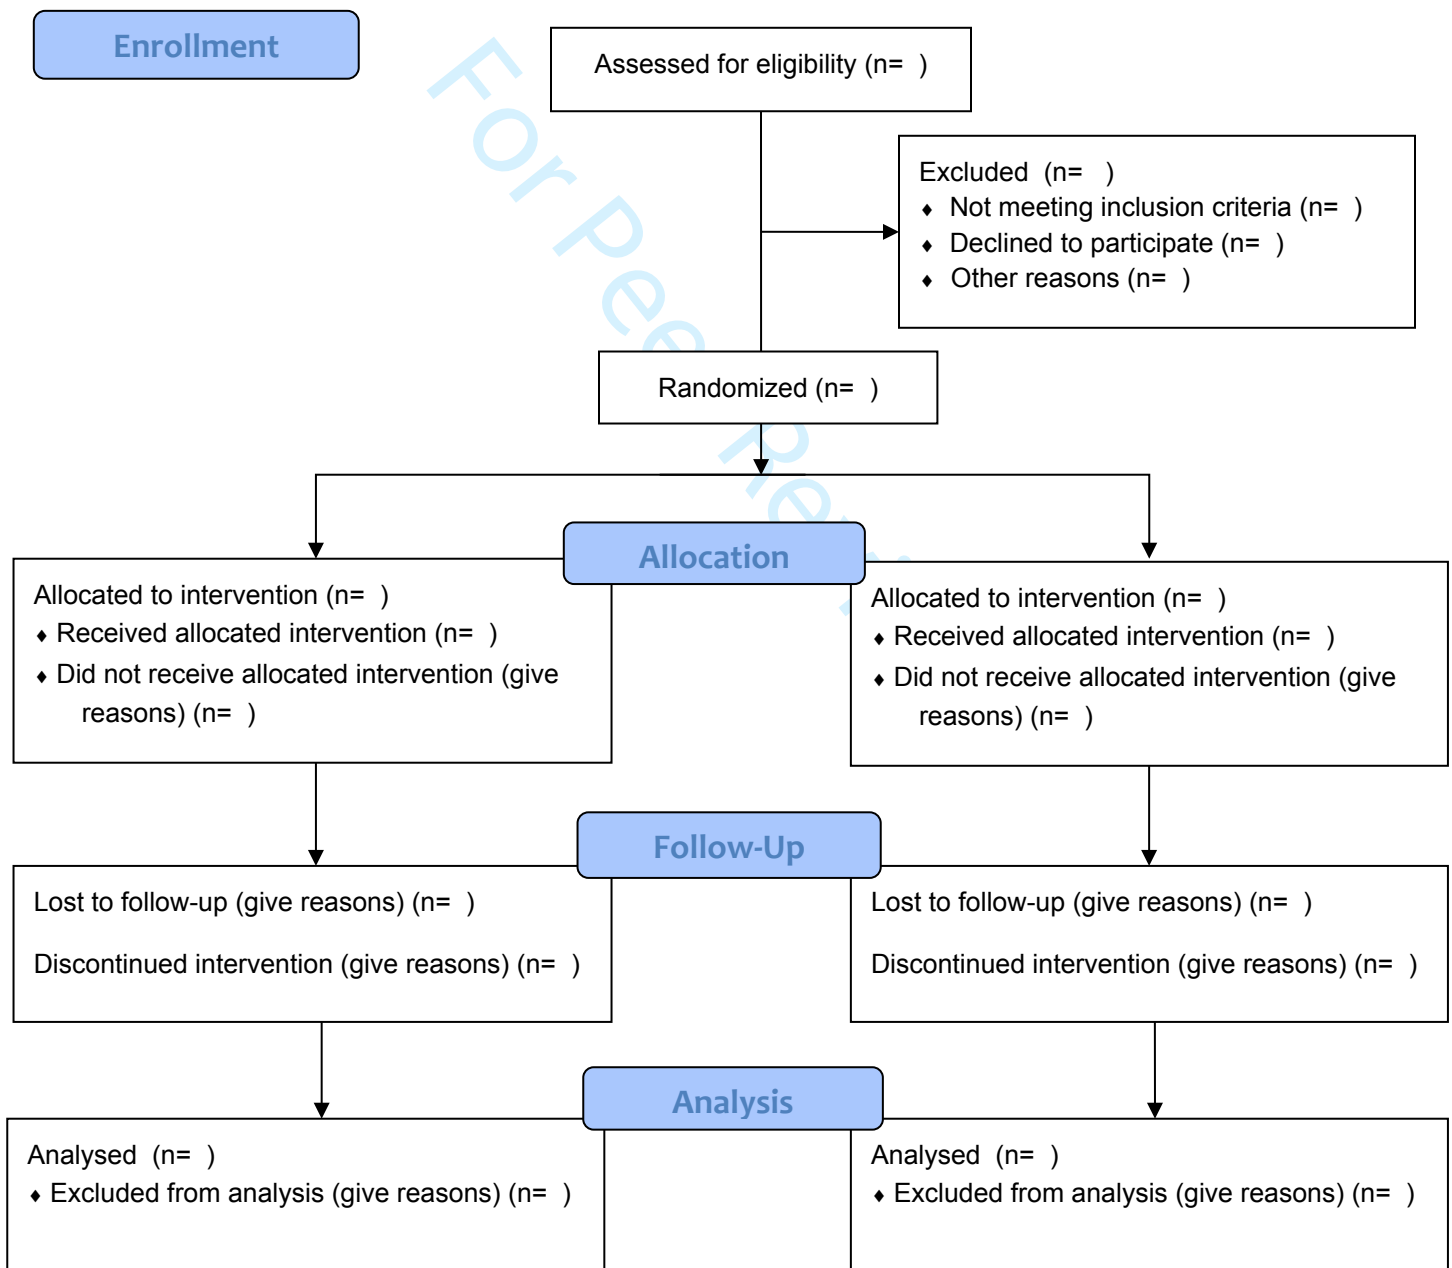 Enrollment
Assessed for eligibility (n=  )
Excluded  (n=   )
♦ Not meeting inclusion criteria (n=  )
♦ Declined to participate (n=  )
♦ Other reasons (n=  )
Randomized (n=  )
Allocation
Allocated to intervention (n=  )
♦ Received allocated intervention (n=  )
♦ Did not receive allocated intervention (give
reasons) (n=  )
Allocated to intervention (n=  )
♦ Received allocated intervention (n=  )
♦ Did not receive allocated intervention (give
reasons) (n=  )
Follow-Up
Lost to follow-up (give reasons) (n=  )
Discontinued intervention (give reasons) (n=  )
Lost to follow-up (give reasons) (n=  )
Discontinued intervention (give reasons) (n=  )
Analysis
Analysed  (n=  )
♦ Excluded from analysis (give reasons) (n=  )
Analysed  (n=  )
♦ Excluded from analysis (give reasons) (n=  )
For Peer